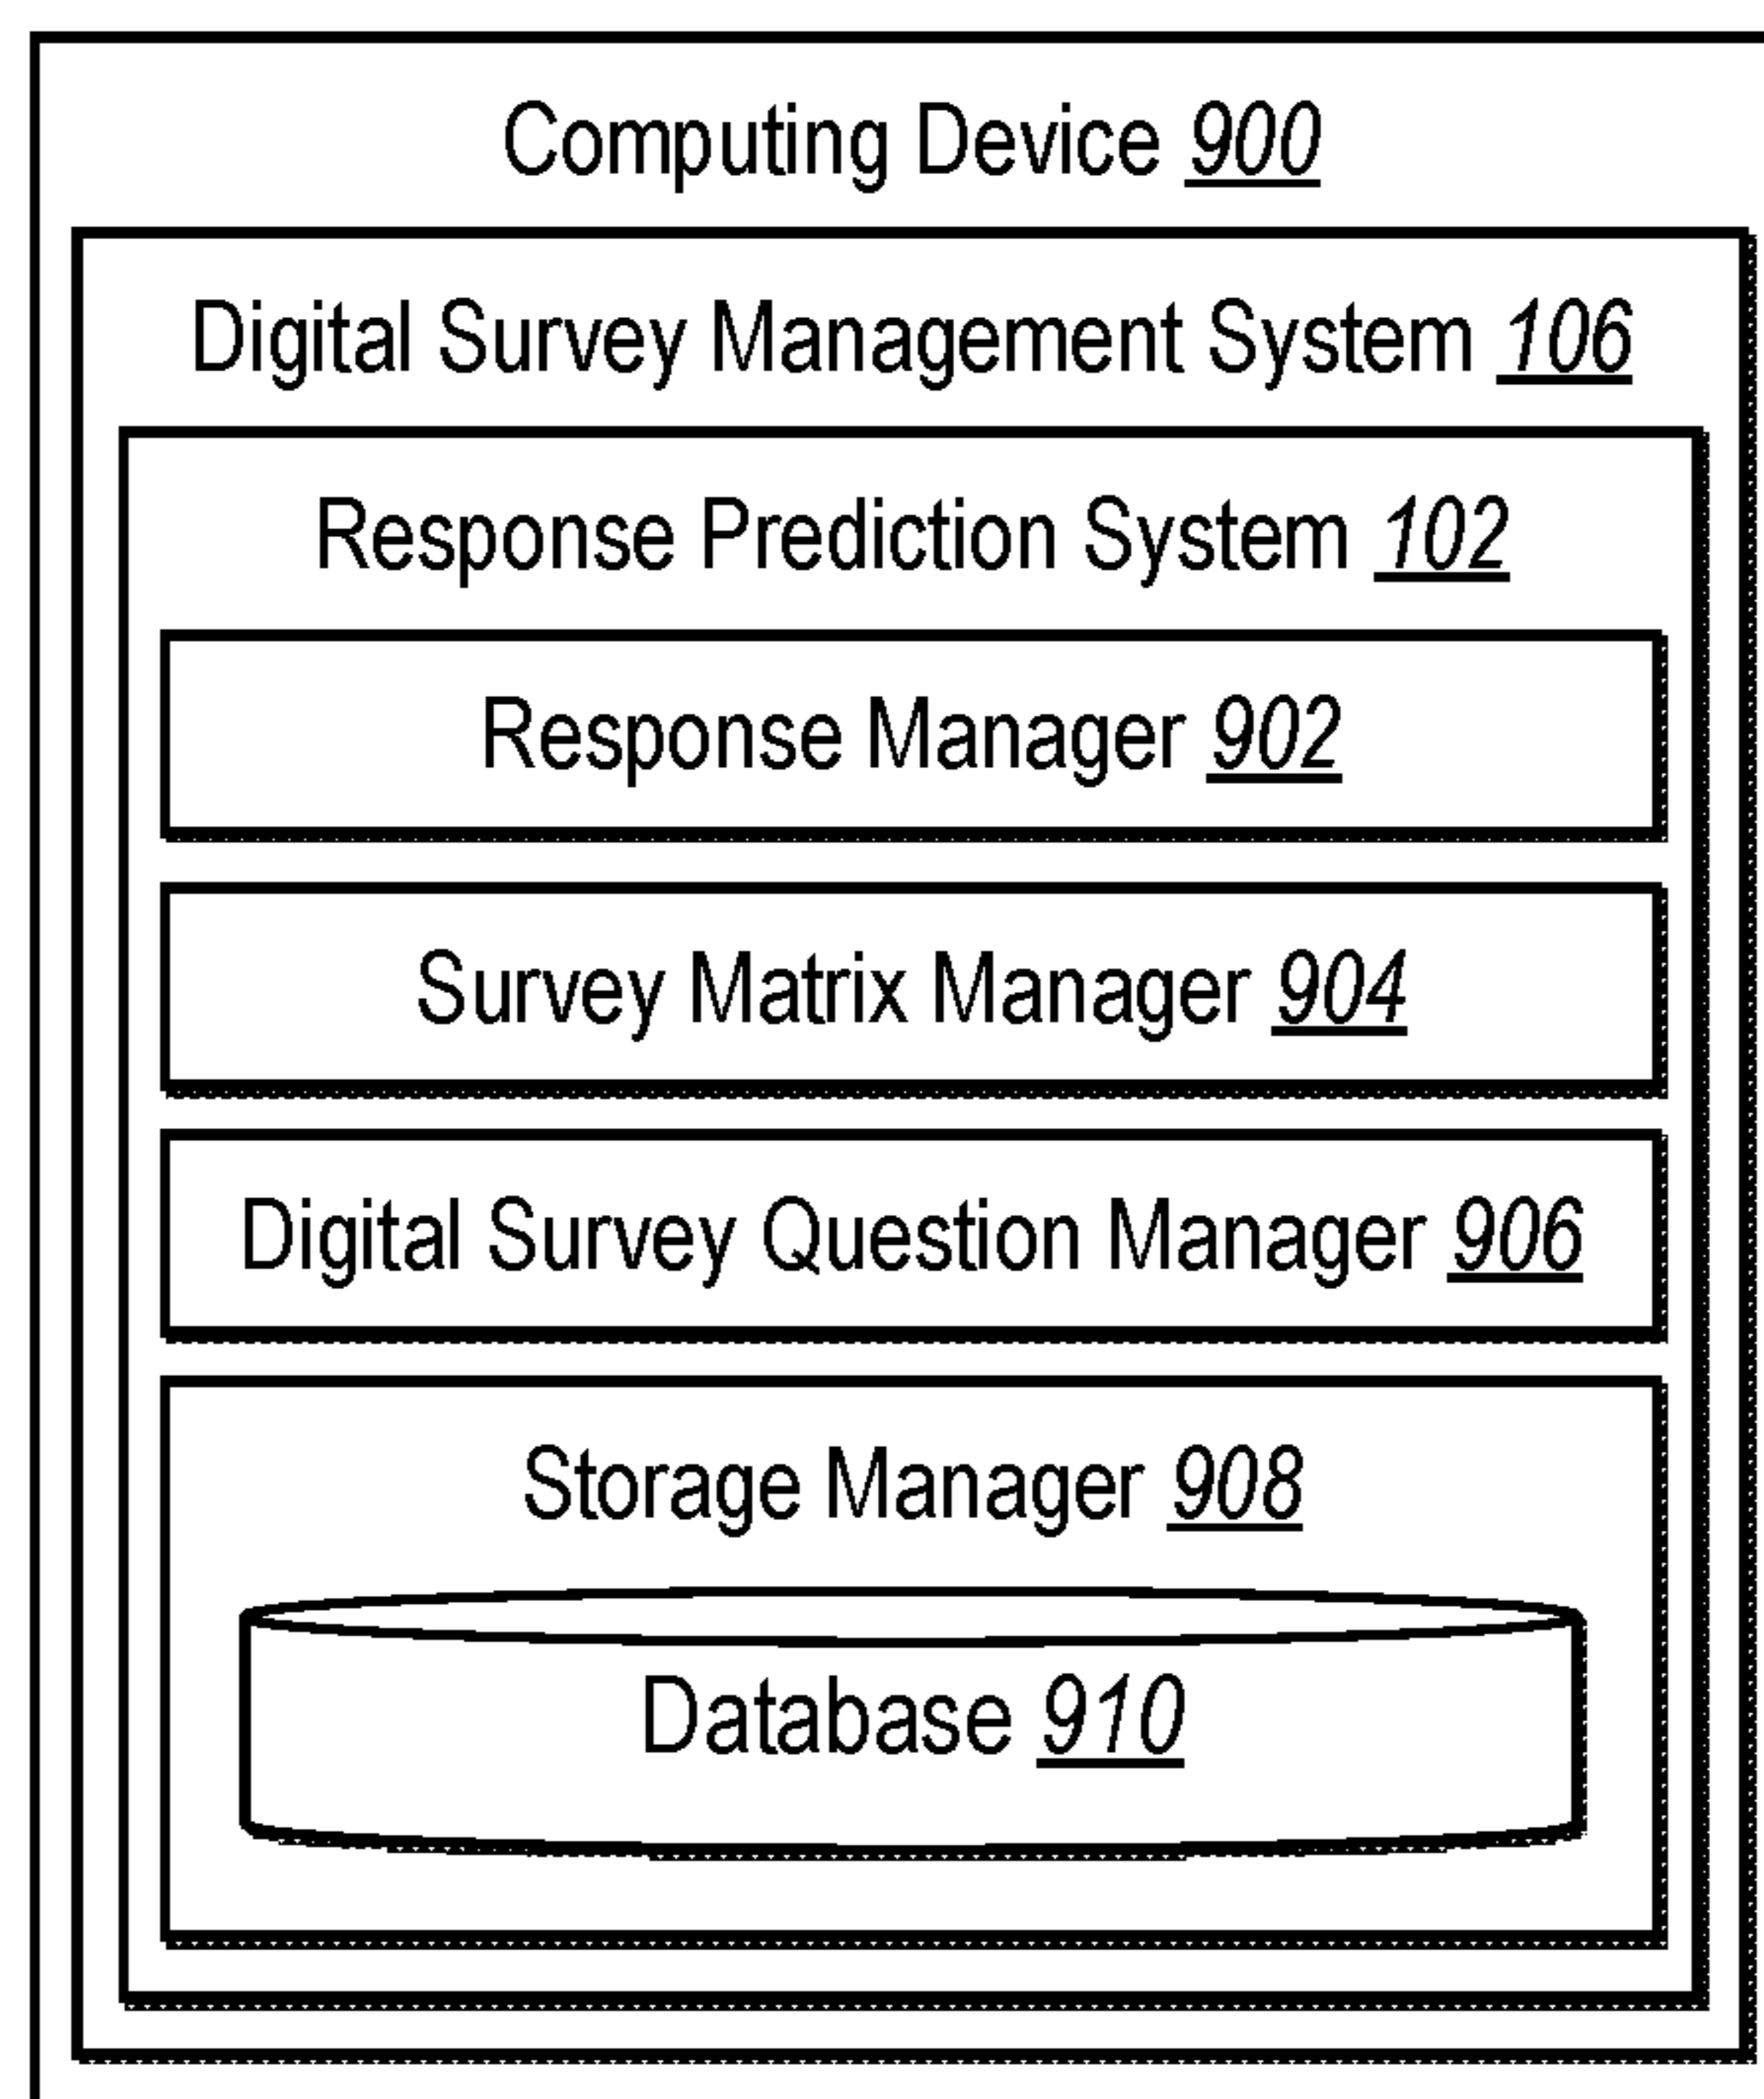 Computing Device 900
Digital Survey Management System 106
Response Prediction System 102
Response Manager 902
Survey Matrix Manager 904
Digital Survey Question Manager 906
Storage Manager 908
Database 910